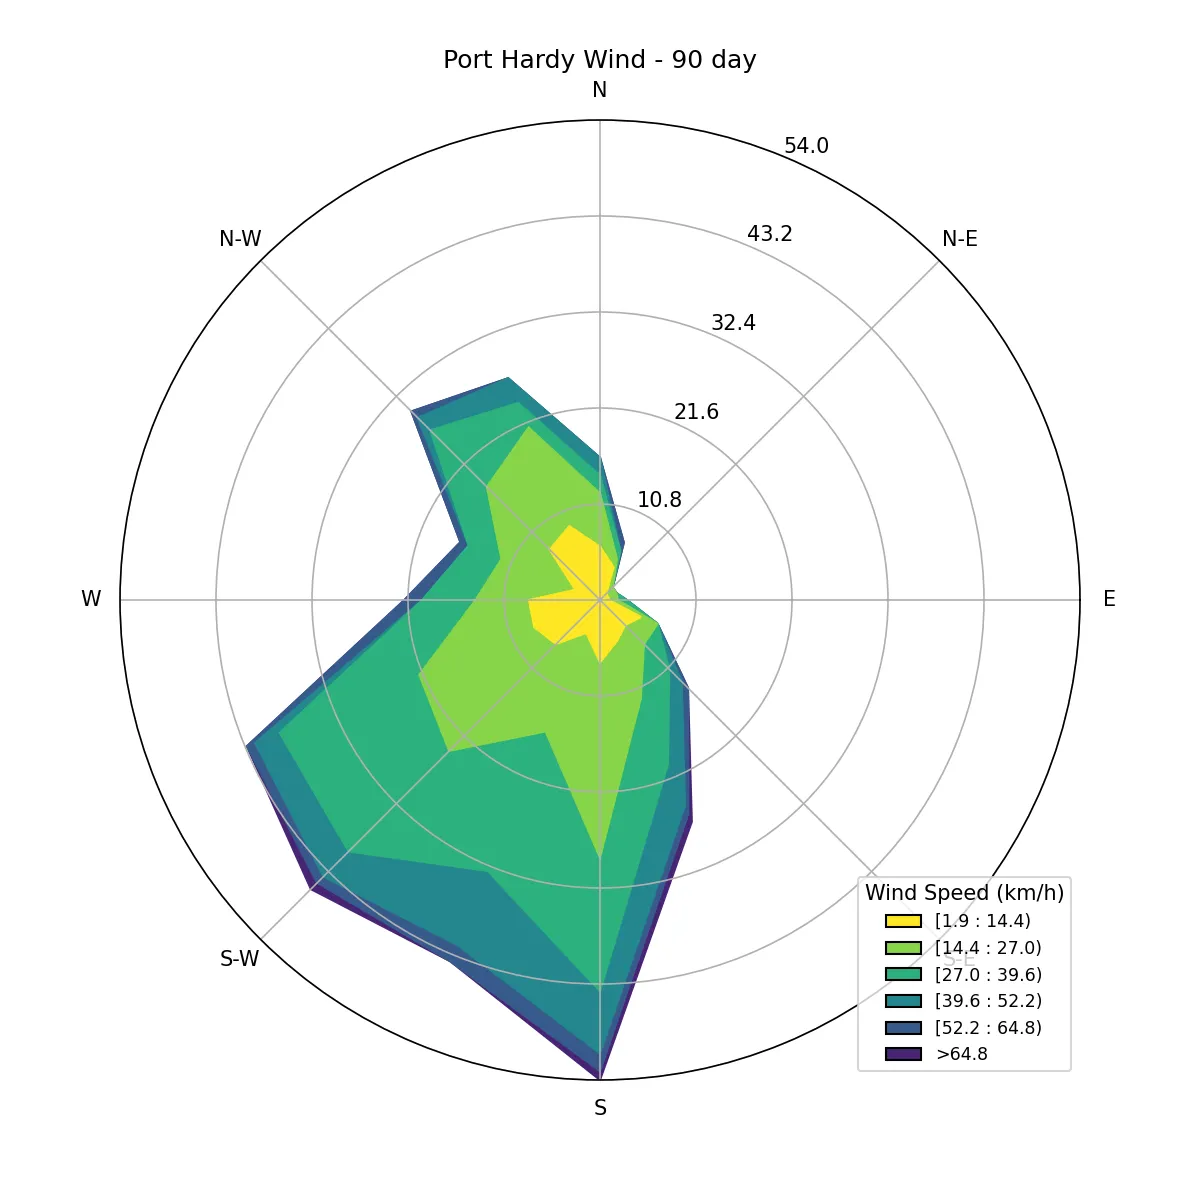 Port Hardy Wind - 90 day
N
54.0
N-W
N-E
43.2
32.4
21.6
10.8
W
E
S-W
S-E
S
Wind Speed (km/h)
[1.9 : 14.4)
[14.4 : 27.0)
[27.0 : 39.6)
[39.6 : 52.2)
[52.2 : 64.8)
>64.8